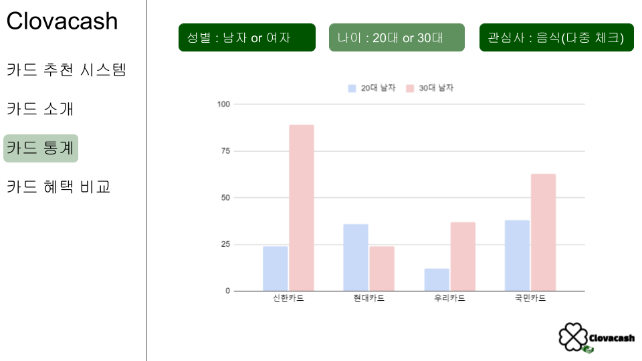 Clovacash
카드 추천 시스템
카드 소개
카드 통계
카드 혜택 비교
성별 : 남자 or 여자
나이 : 20대 or 30대
관심사 : 음식(다중 체크)
20대 남자
30대 남자
100
75
50
25
0
신한카드
현대카드
우리카드
국민카드
Clovacash